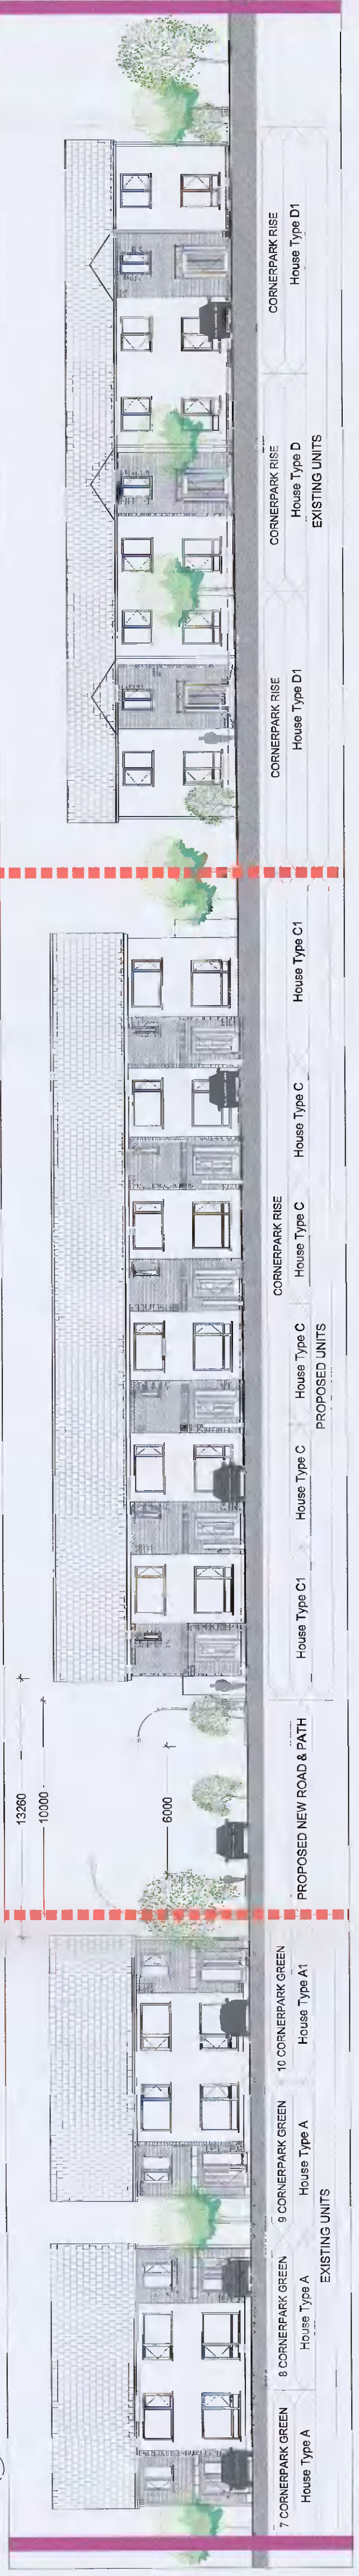 13260
10000
6000
7 CORNERPARK GREEN
House Type A
8 CORNERPARK GREEN
House Type A
9 CORNERPARK GREEN
House Type A
10 CORNERPARK GREEN
House Type A1
EXISTING UNITS
PROPOSED NEW ROAD & PATH
CORNERPARK RISE
House Type C1
House Type C
House Type C
House Type C
House Type C
House Type C1
PROPOSED UNITS
CORNERPARK RISE
House Type D1
CORNERPARK RISE
House Type D
CORNERPARK RISE
House Type D1
EXISTING UNITS